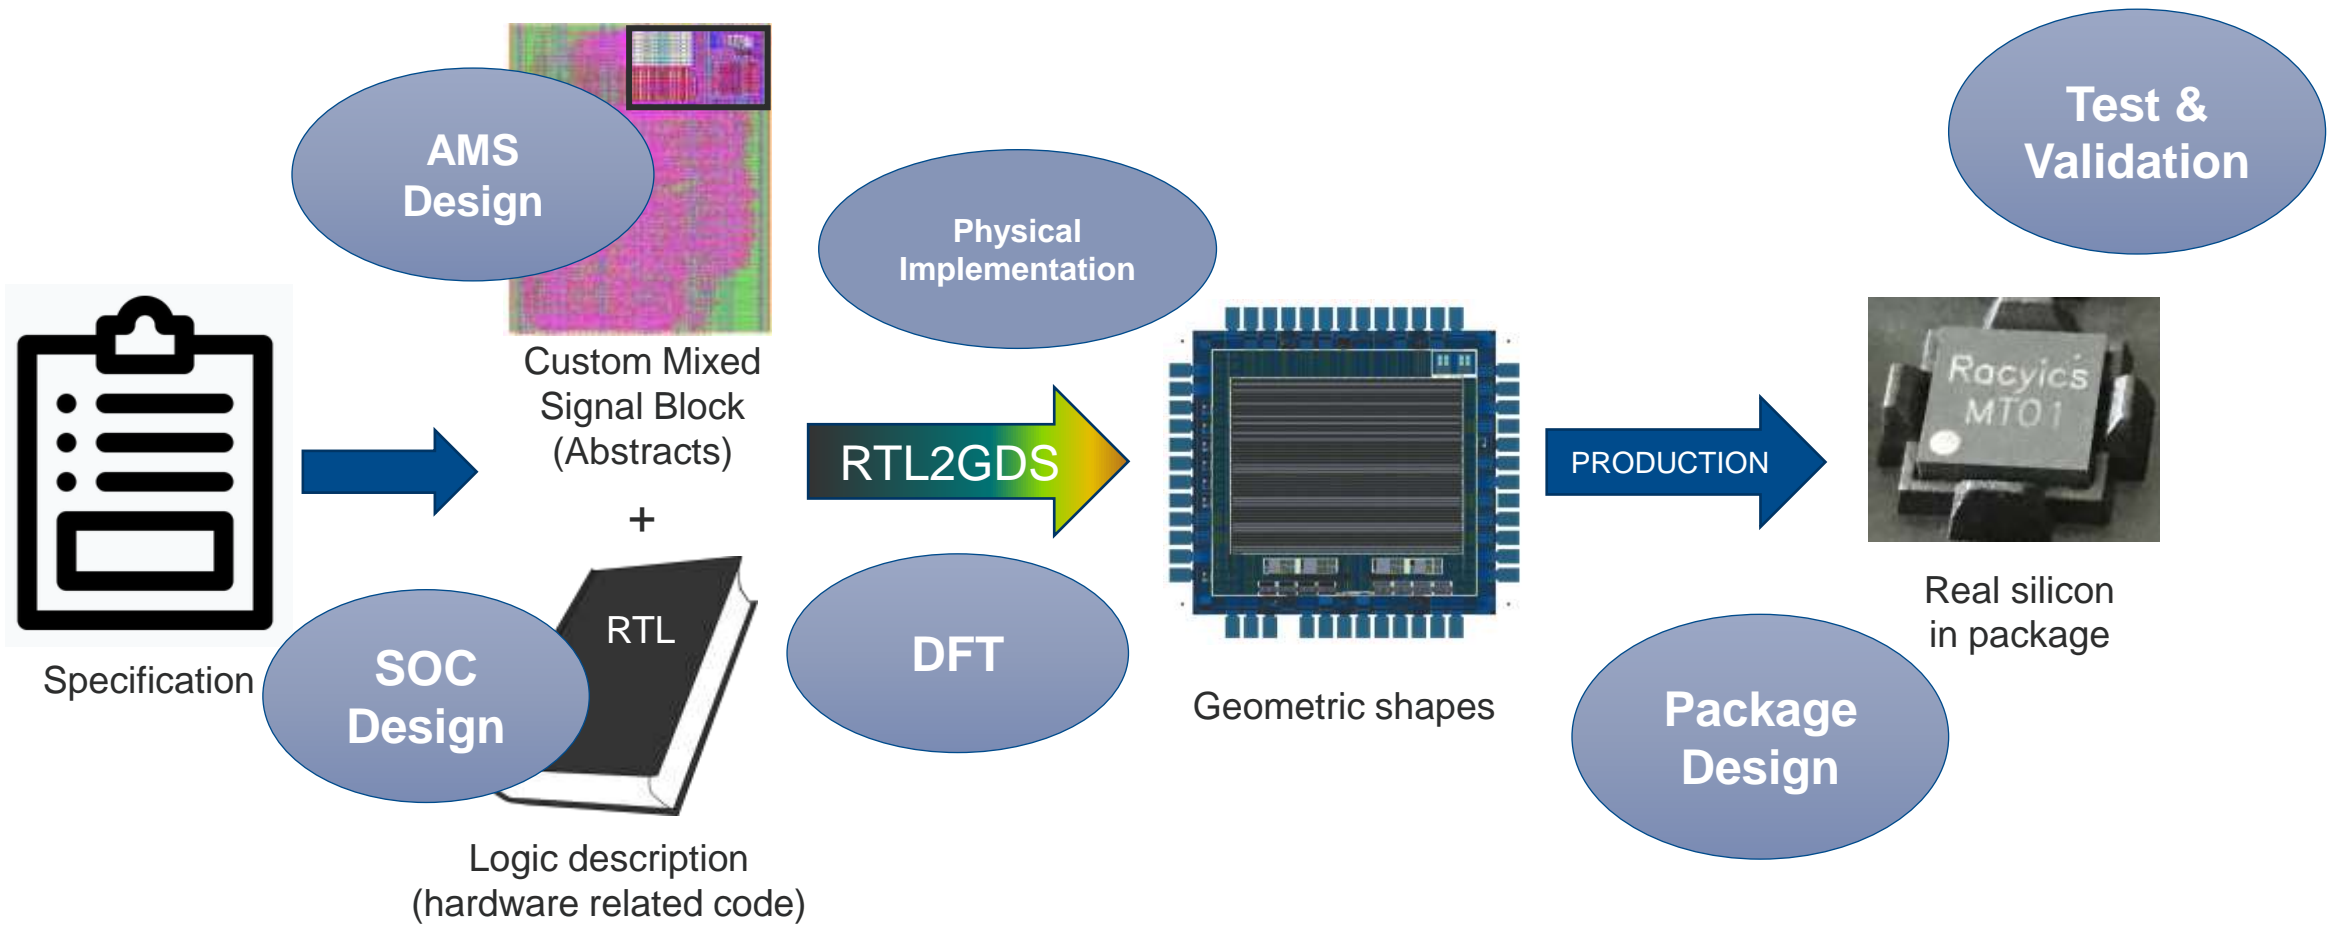 AMS
Design
Custom Mixed
Signal Block
(Abstracts)
+
RTL
Logic description
(hardware related code)
Specification
SOC
Design
Physical
Implementation
RTL2GDS
DFT
Geometric shapes
PRODUCTION
Package
Design
Test &
Validation
Racyics
MT01
Real silicon
in package